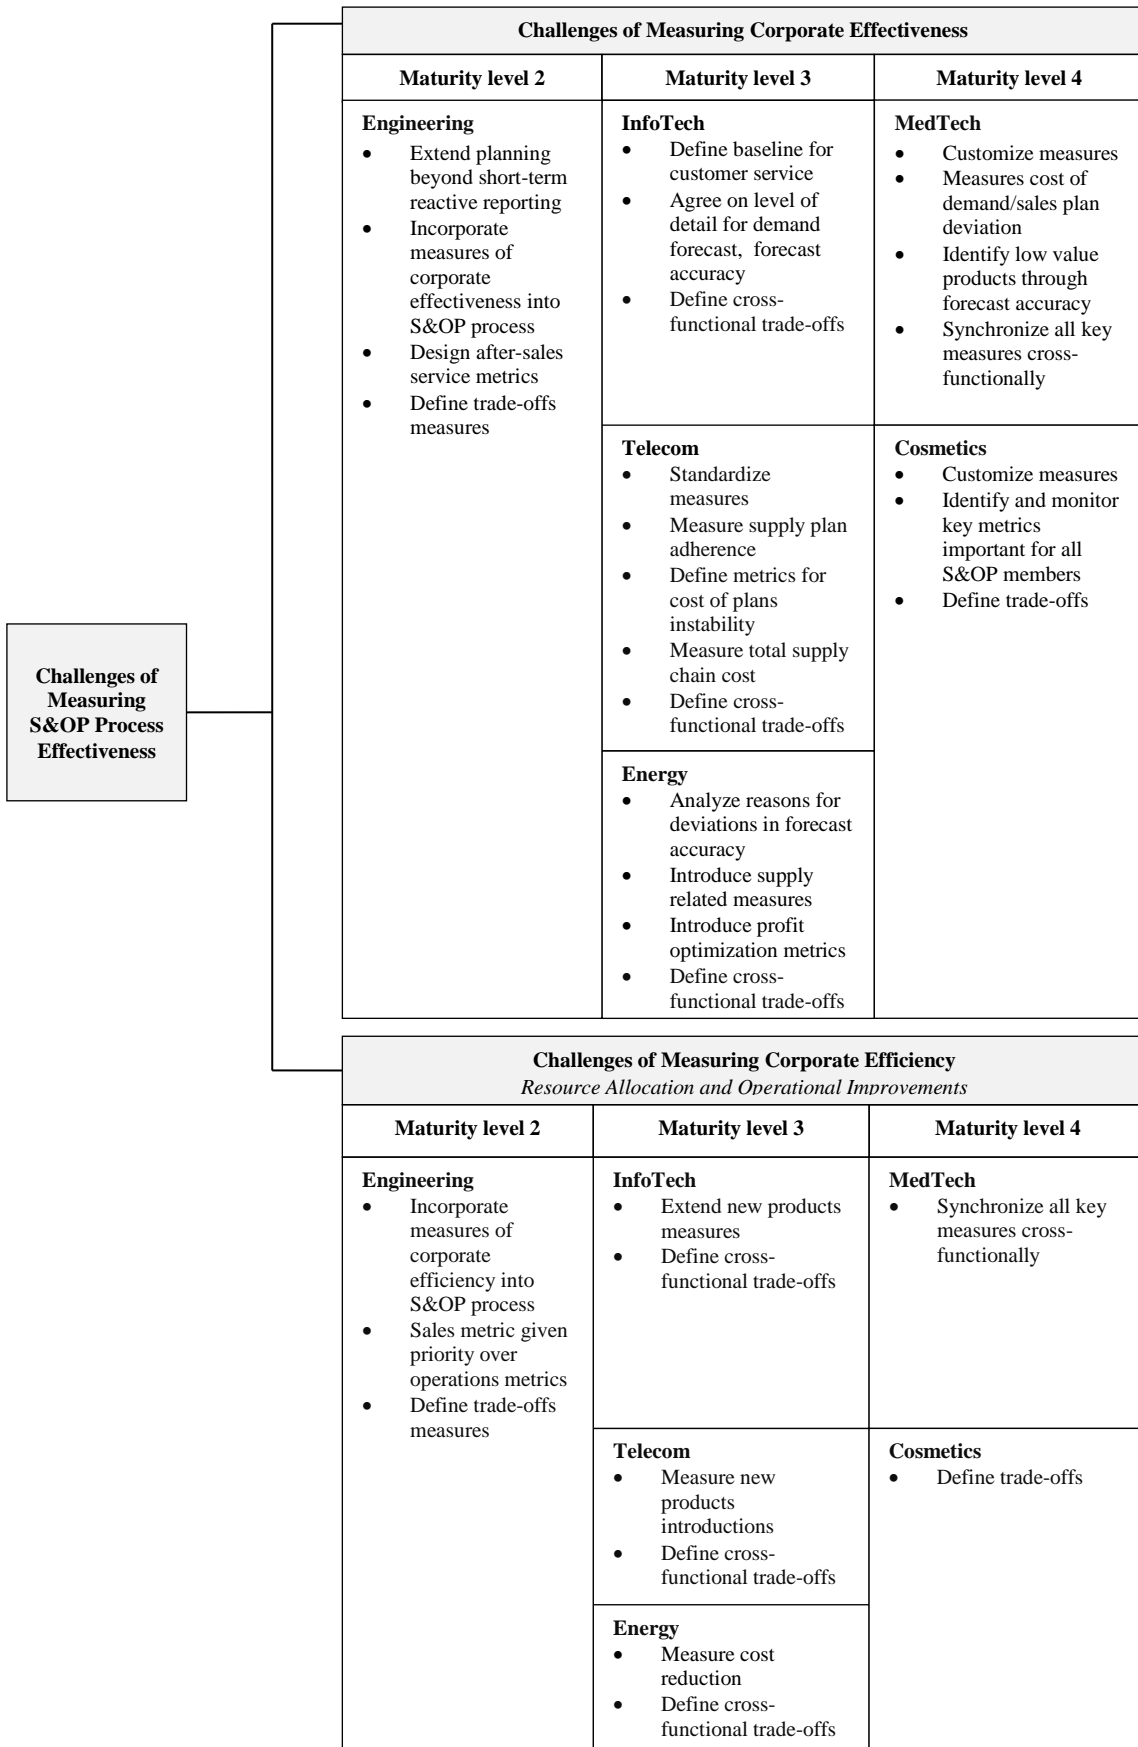 Challenges of Measuring Corporate Effectiveness
Maturity level 2
Maturity level 3
Maturity level 4
Engineering
• Extend planning
beyond short-term
reactive reporting
• Incorporate
measures of
corporate
effectiveness into
S&OP process
• Design after-sales
service metrics
• Define trade-offs
measures
InfoTech
• Define baseline for
customer service
• Agree on level of
detail for demand
forecast, forecast
accuracy
• Define cross-
functional trade-offs
Telecom
• Standardize
measures
• Measure supply plan
adherence
• Define metrics for
cost of plans
instability
• Measure total supply
chain cost
• Define cross-
functional trade-offs
Energy
• Analyze reasons for
deviations in forecast
accuracy
• Introduce supply
related measures
• Introduce profit
optimization metrics
• Define cross-
functional trade-offs
MedTech
• Customize measures
• Measures cost of
demand/sales plan
deviation
• Identify low value
products through
forecast accuracy
• Synchronize all key
measures cross-
functionally
Cosmetics
• Customize measures
• Identify and monitor
key metrics
important for all
S&OP members
• Define trade-offs
Challenges of
Measuring
S&OP Process
Effectiveness
Challenges of Measuring Corporate Efficiency
Resource Allocation and Operational Improvements
Maturity level 2
Maturity level 3
Maturity level 4
Engineering
• Incorporate
measures of
corporate
efficiency into
S&OP process
• Sales metric given
priority over
operations metrics
• Define trade-offs
measures
InfoTech
• Extend new products
measures
• Define cross-
functional trade-offs
Telecom
• Measure new
products
introductions
• Define cross-
functional trade-offs
Energy
• Measure cost
reduction
• Define cross-
functional trade-offs
MedTech
• Synchronize all key
measures cross-
functionally
Cosmetics
• Define trade-offs